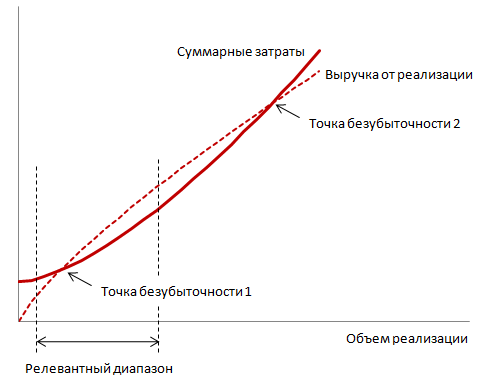 Суммарные затраты
Выручка от реализации
Точка безубыточности 2
Точка безубыточности 1
Объем реализации
Релевантный диапазон